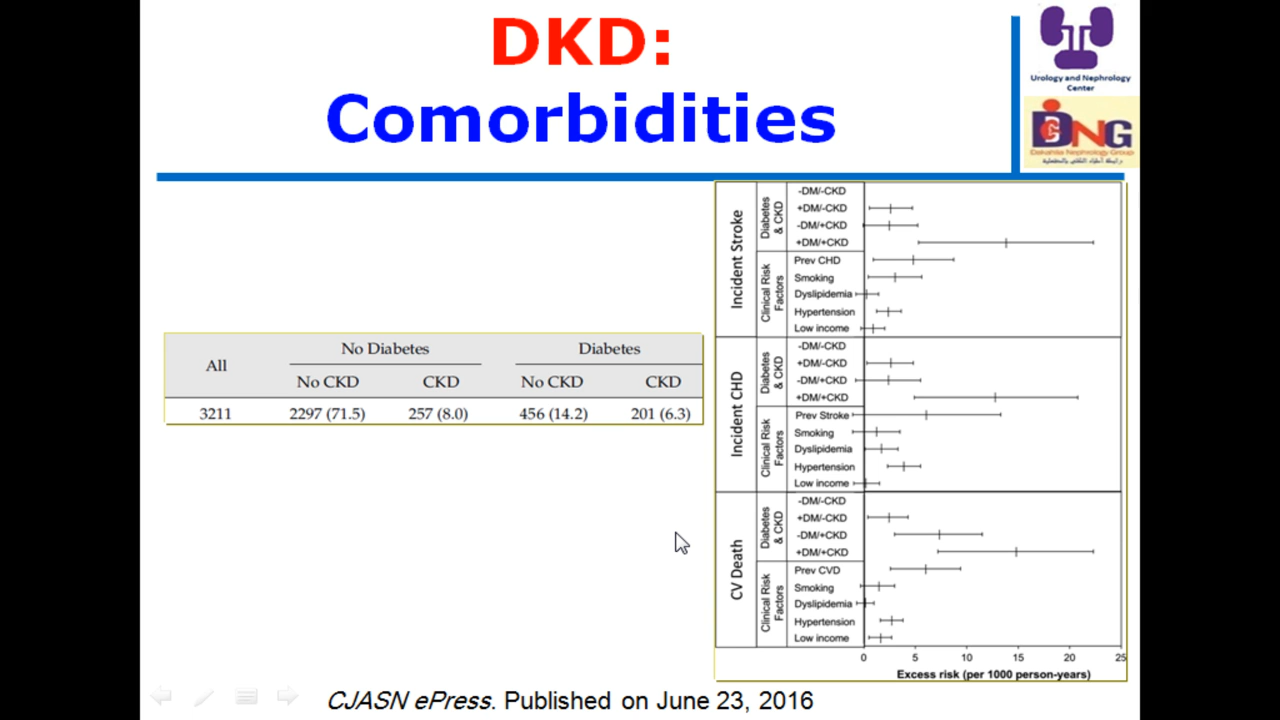 DKD:
Comorbidities
Urology and Nephrology
Center
DNG
Dakahlia Nephrology Group
All
No Diabetes
Diabetes
No CKD
CKD
No CKD
CKD
3211
2297 (71.5)
257 (8.0)
456 (14.2)
201 (6.3)
Incident Stroke
Diabetes
& CKD
-DM/-CKD
+DM/-CKD
-DM/+CKD
+DM/+CKD
Clinical Risk
Factors
Prev CHD
Smoking
Dyslipidemia
Hypertension
Low income
Incident CHD
Diabetes
& CKD
-DM/-CKD
+DM/-CKD
-DM/+CKD
+DM/+CKD
Clinical Risk
Factors
Prev Stroke
Smoking
Dyslipidemia
Hypertension
Low income
CV Death
Diabetes
& CKD
-DM/-CKD
+DM/-CKD
-DM/+CKD
+DM/+CKD
Clinical Risk
Factors
Prev CVD
Smoking
Dyslipidemia
Hypertension
Low income
0 5 10 15 20 25
Excess risk (per 1000 person-years)
CJASN ePress. Published on June 23, 2016